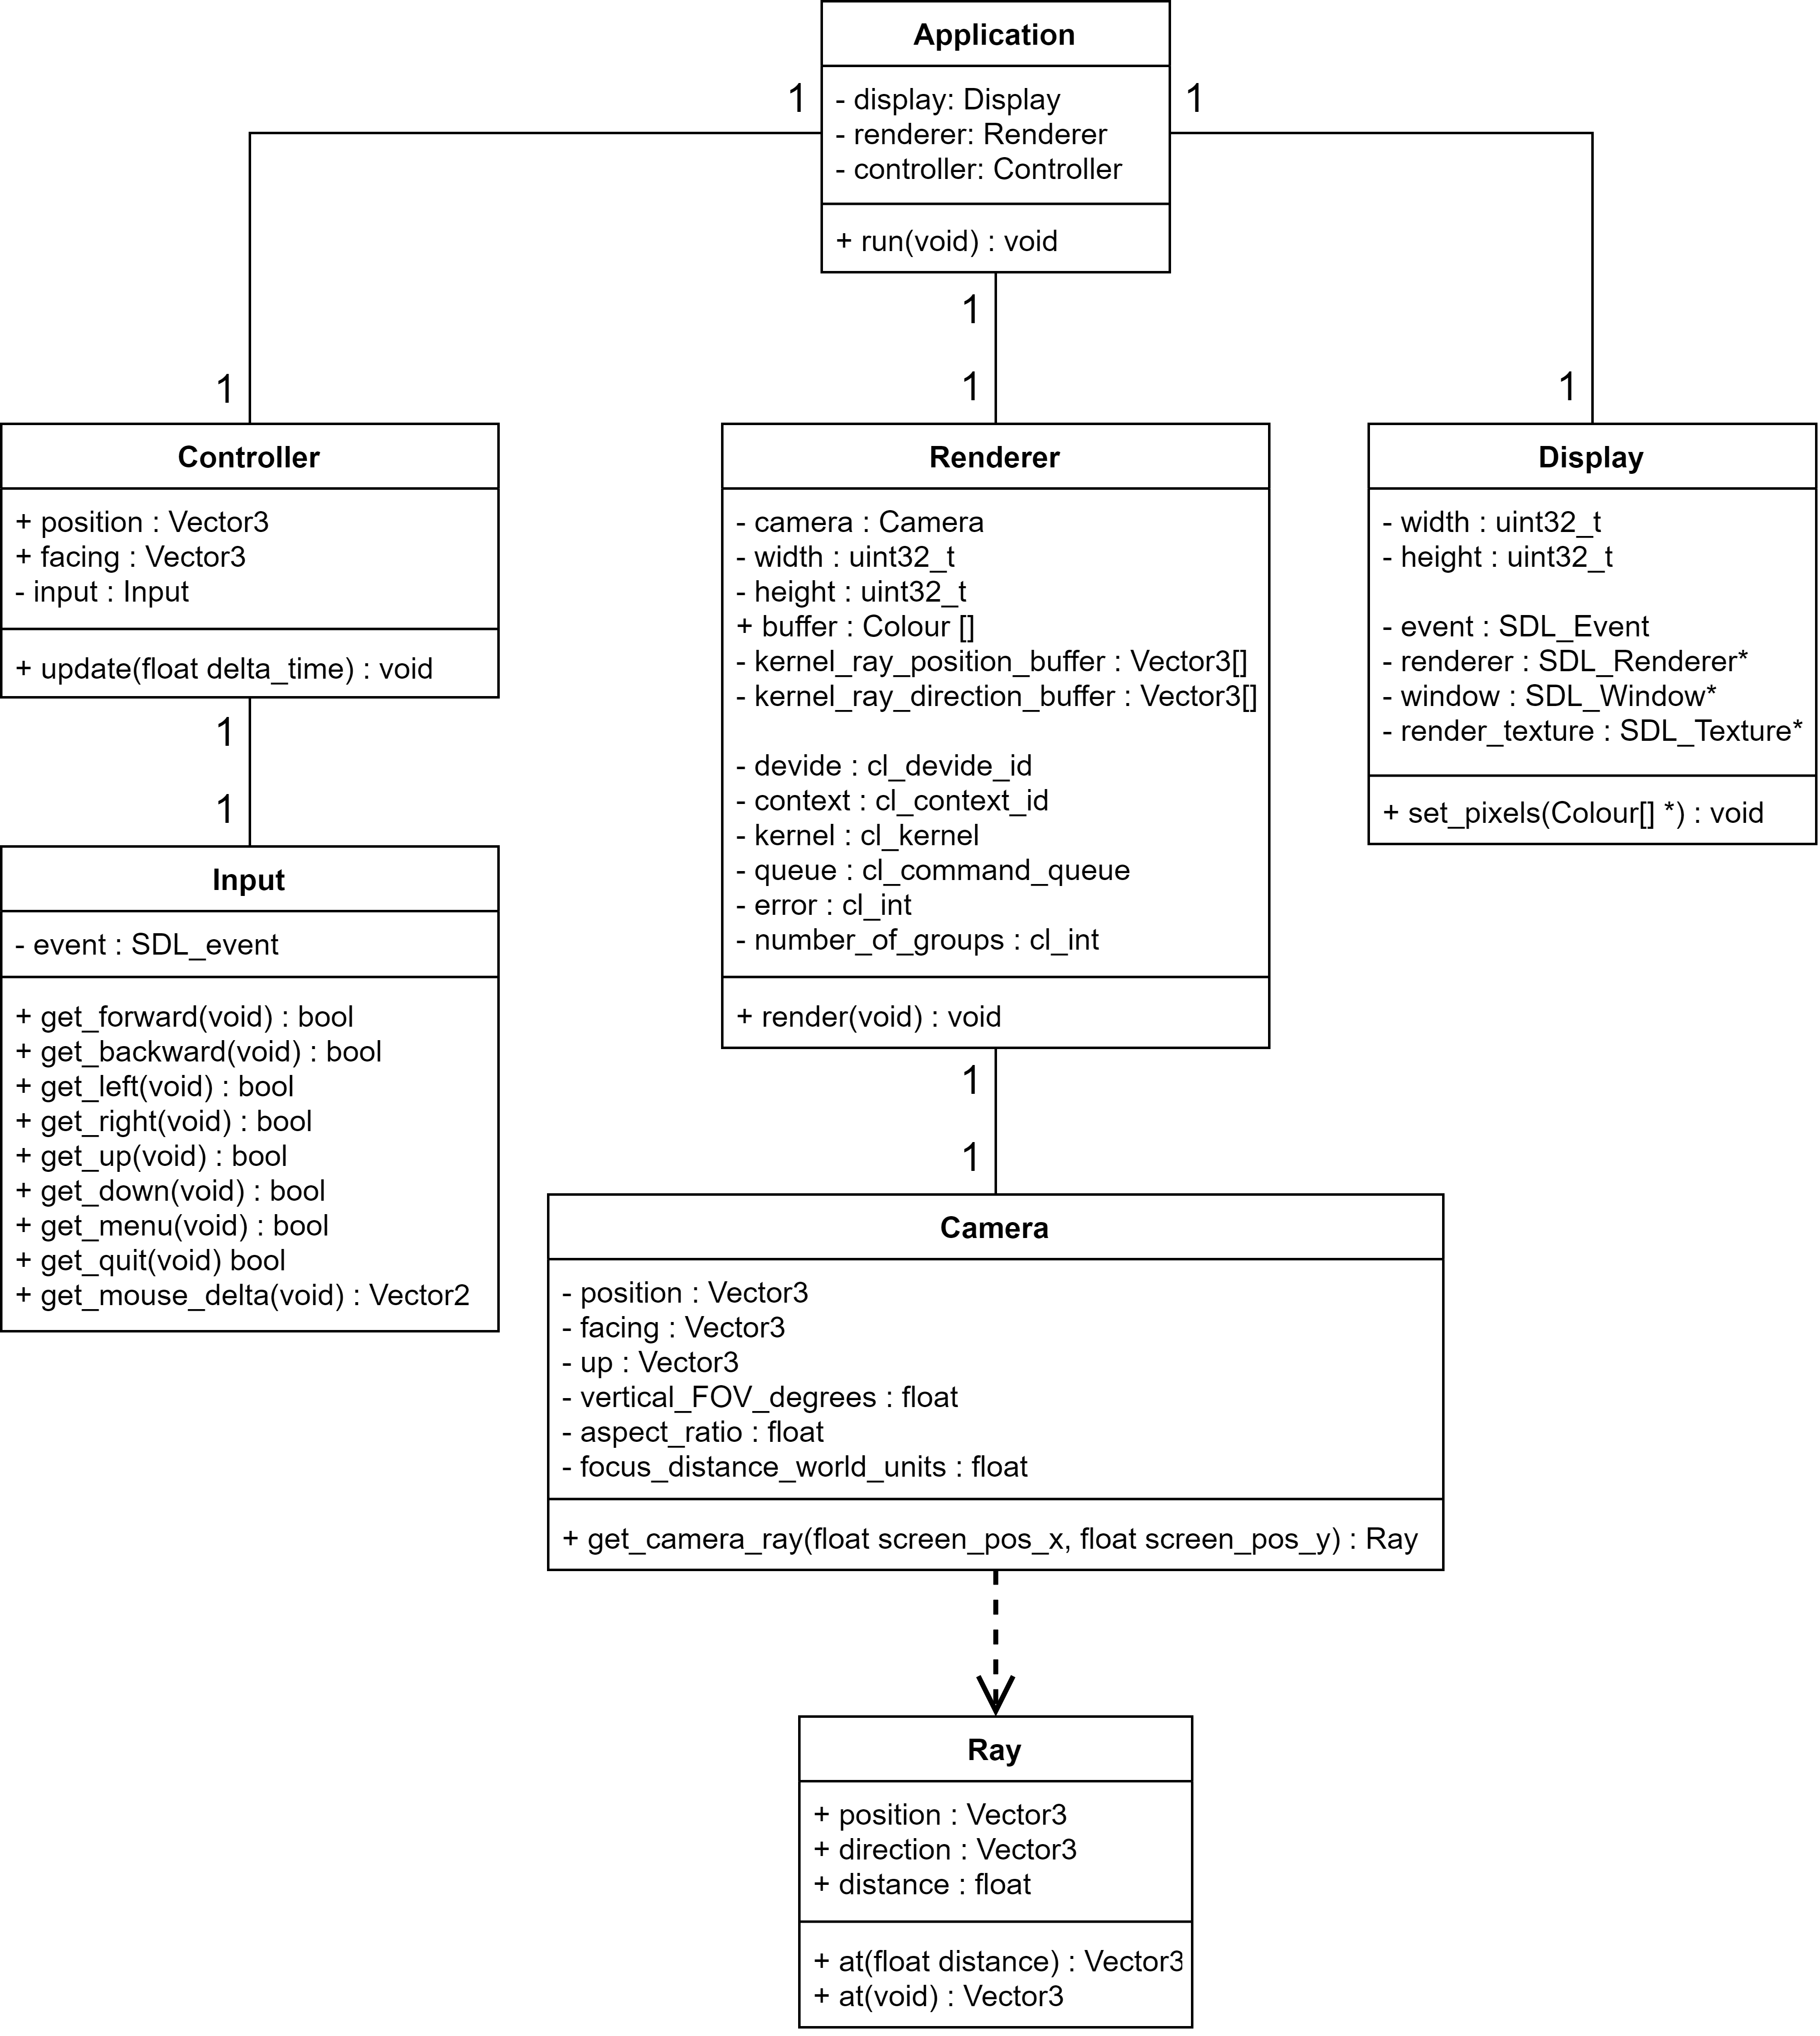 Application
- display: Display
- renderer: Renderer
- controller: Controller
+ run(void) : void
1
1
1
1
1
1
Controller
+ position : Vector3
+ facing : Vector3
- input : Input
+ update(float delta_time) : void
1
1
Input
- event : SDL_event
+ get_forward(void) : bool
+ get_backward(void) : bool
+ get_left(void) : bool
+ get_right(void) : bool
+ get_up(void) : bool
+ get_down(void) : bool
+ get_menu(void) : bool
+ get_quit(void) bool
+ get_mouse_delta(void) : Vector2
Renderer
- camera : Camera
- width : uint32_t
- height : uint32_t
+ buffer : Colour []
- kernel_ray_position_buffer : Vector3[]
- kernel_ray_direction_buffer : Vector3[]
- devide : cl_devide_id
- context : cl_context_id
- kernel : cl_kernel
- queue : cl_command_queue
- error : cl_int
- number_of_groups : cl_int
+ render(void) : void
Display
- width : uint32_t
- height : uint32_t
- event : SDL_Event
- renderer : SDL_Renderer*
- window : SDL_Window*
- render_texture : SDL_Texture*
+ set_pixels(Colour[] *) : void
1
1
Camera
- position : Vector3
- facing : Vector3
- up : Vector3
- vertical_FOV_degrees : float
- aspect_ratio : float
- focus_distance_world_units : float
+ get_camera_ray(float screen_pos_x, float screen_pos_y) : Ray
Ray
+ position : Vector3
+ direction : Vector3
+ distance : float
+ at(float distance) : Vector3
+ at(void) : Vector3